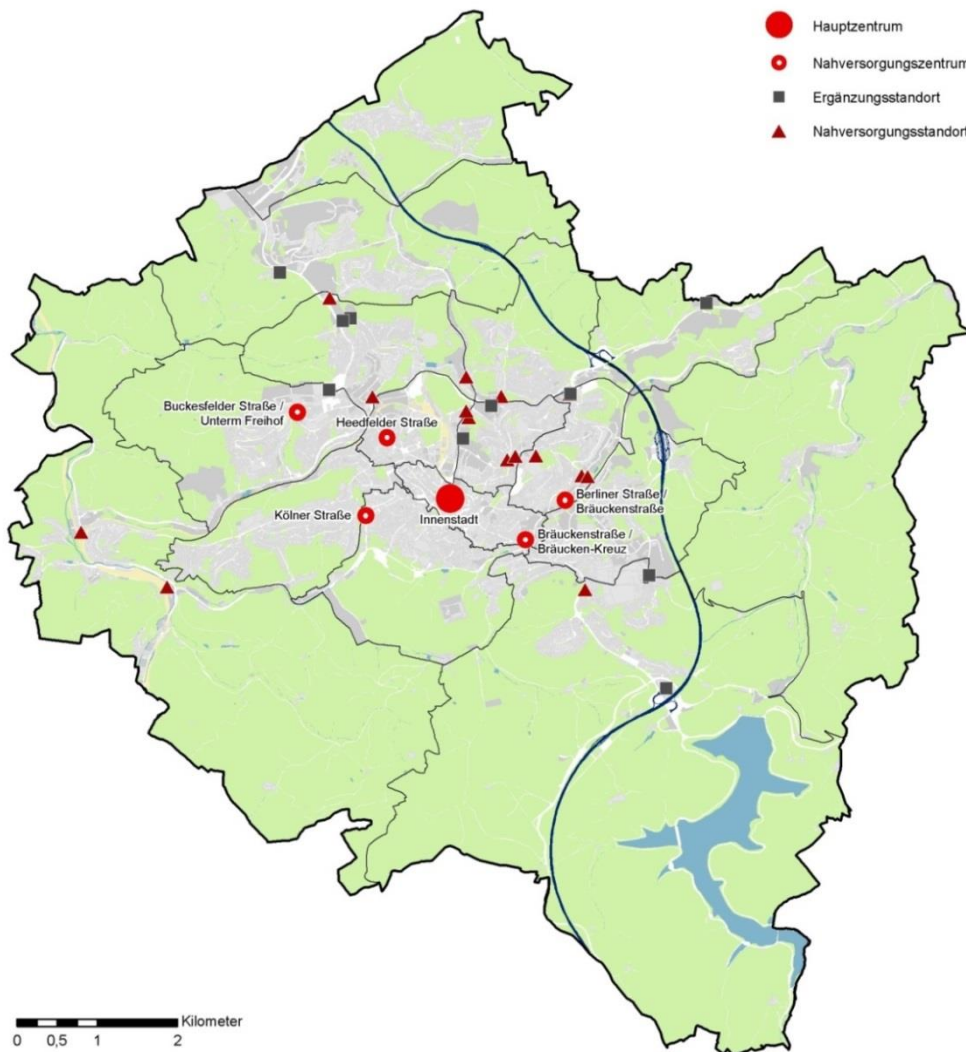 Hauptzentrum
Nahversorgungszentrum
Ergänzungsstandort
Nahversorgungsstandort
Buckesfelder Straße /
Unterm Freihof
Heedfelder Straße
Kölner Straße
Innenstadt
Berliner Straße /
Bräuckenstraße
Bräuckenstraße /
Bräucken-Kreuz
Kilometer
0 0,5 1 2